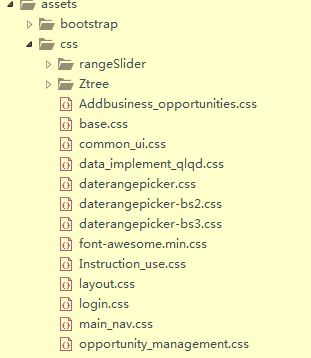 assets
bootstrap
css
rangeSlider
Ztree
Addbusiness_opportunities.css
base.css
common_ui.css
data_implement_qlqd.css
daterangepicker.css
daterangepicker-bs2.css
daterangepicker-bs3.css
font-awesome.min.css
Instruction_use.css
layout.css
login.css
main_nav.css
opportunity_management.css